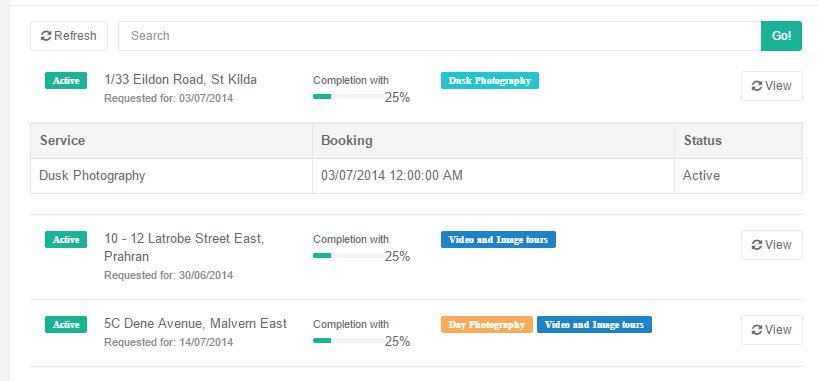 Refresh Search Go!
Active 1/33 Eildon Road, St Kilda Completion with Dusk Photography View
Requested for: 03/07/2014 25%
Service Booking Status
Dusk Photography 03/07/2014 12:00:00 AM Active
Active 10 - 12 Latrobe Street East, Completion with Video and Image tours View
Prahran 25%
Requested for: 30/06/2014
Active 5C Dene Avenue, Malvern East Completion with Day Photography Video and Image tours View
Requested for: 14/07/2014 25%